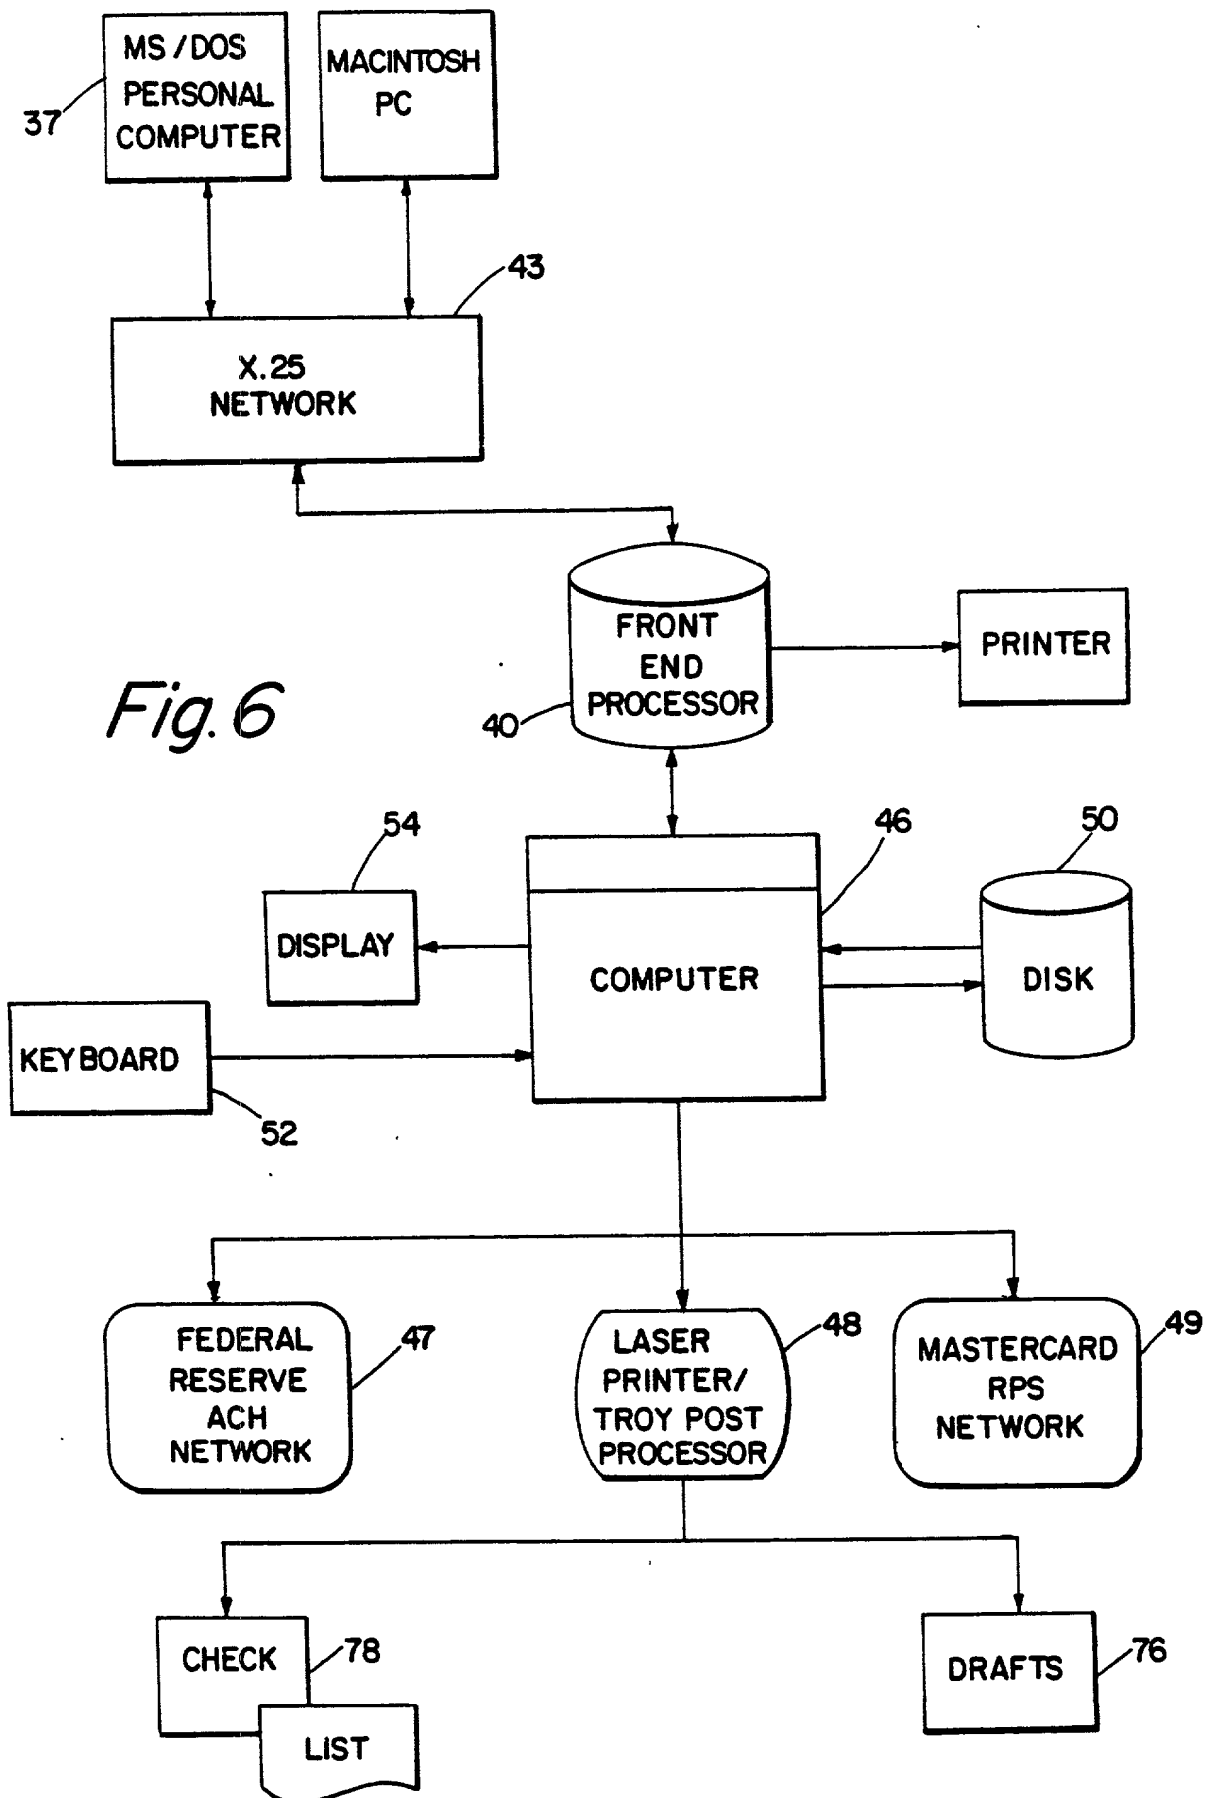 MS/DOS
PERSONAL
COMPUTER
MACINTOSH
PC
37
43
X.25
NETWORK
FRONT
END
PROCESSOR
PRINTER
Fig. 6
40
54
46
50
DISPLAY
COMPUTER
DISK
KEYBOARD
52
FEDERAL
RESERVE
ACH
NETWORK
47
LASER
PRINTER/
TROY POST
PROCESSOR
48
MASTERCARD
RPS
NETWORK
49
CHECK
78
LIST
DRAFTS
76